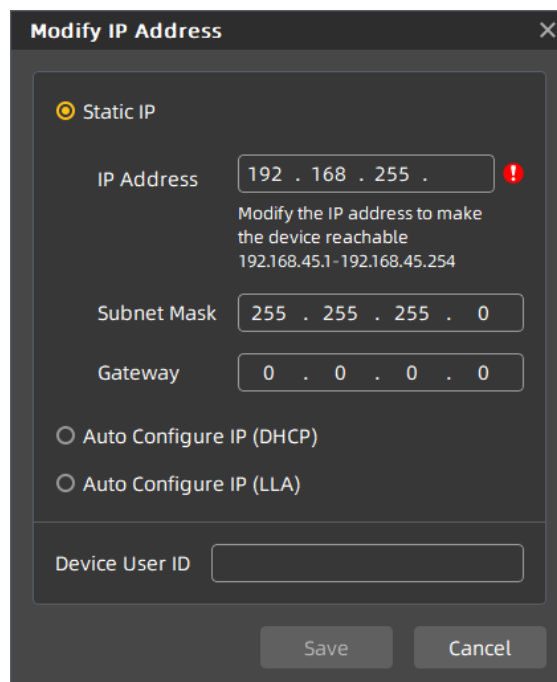 Modify IP Address
Static IP
IP Address 192 . 168 . 255 .
Modify the IP address to make
the device reachable
192.168.45.1-192.168.45.254
Subnet Mask 255 . 255 . 255 . 0
Gateway 0 . 0 . 0 . 0
Auto Configure IP (DHCP)
Auto Configure IP (LLA)
Device User ID
Save Cancel